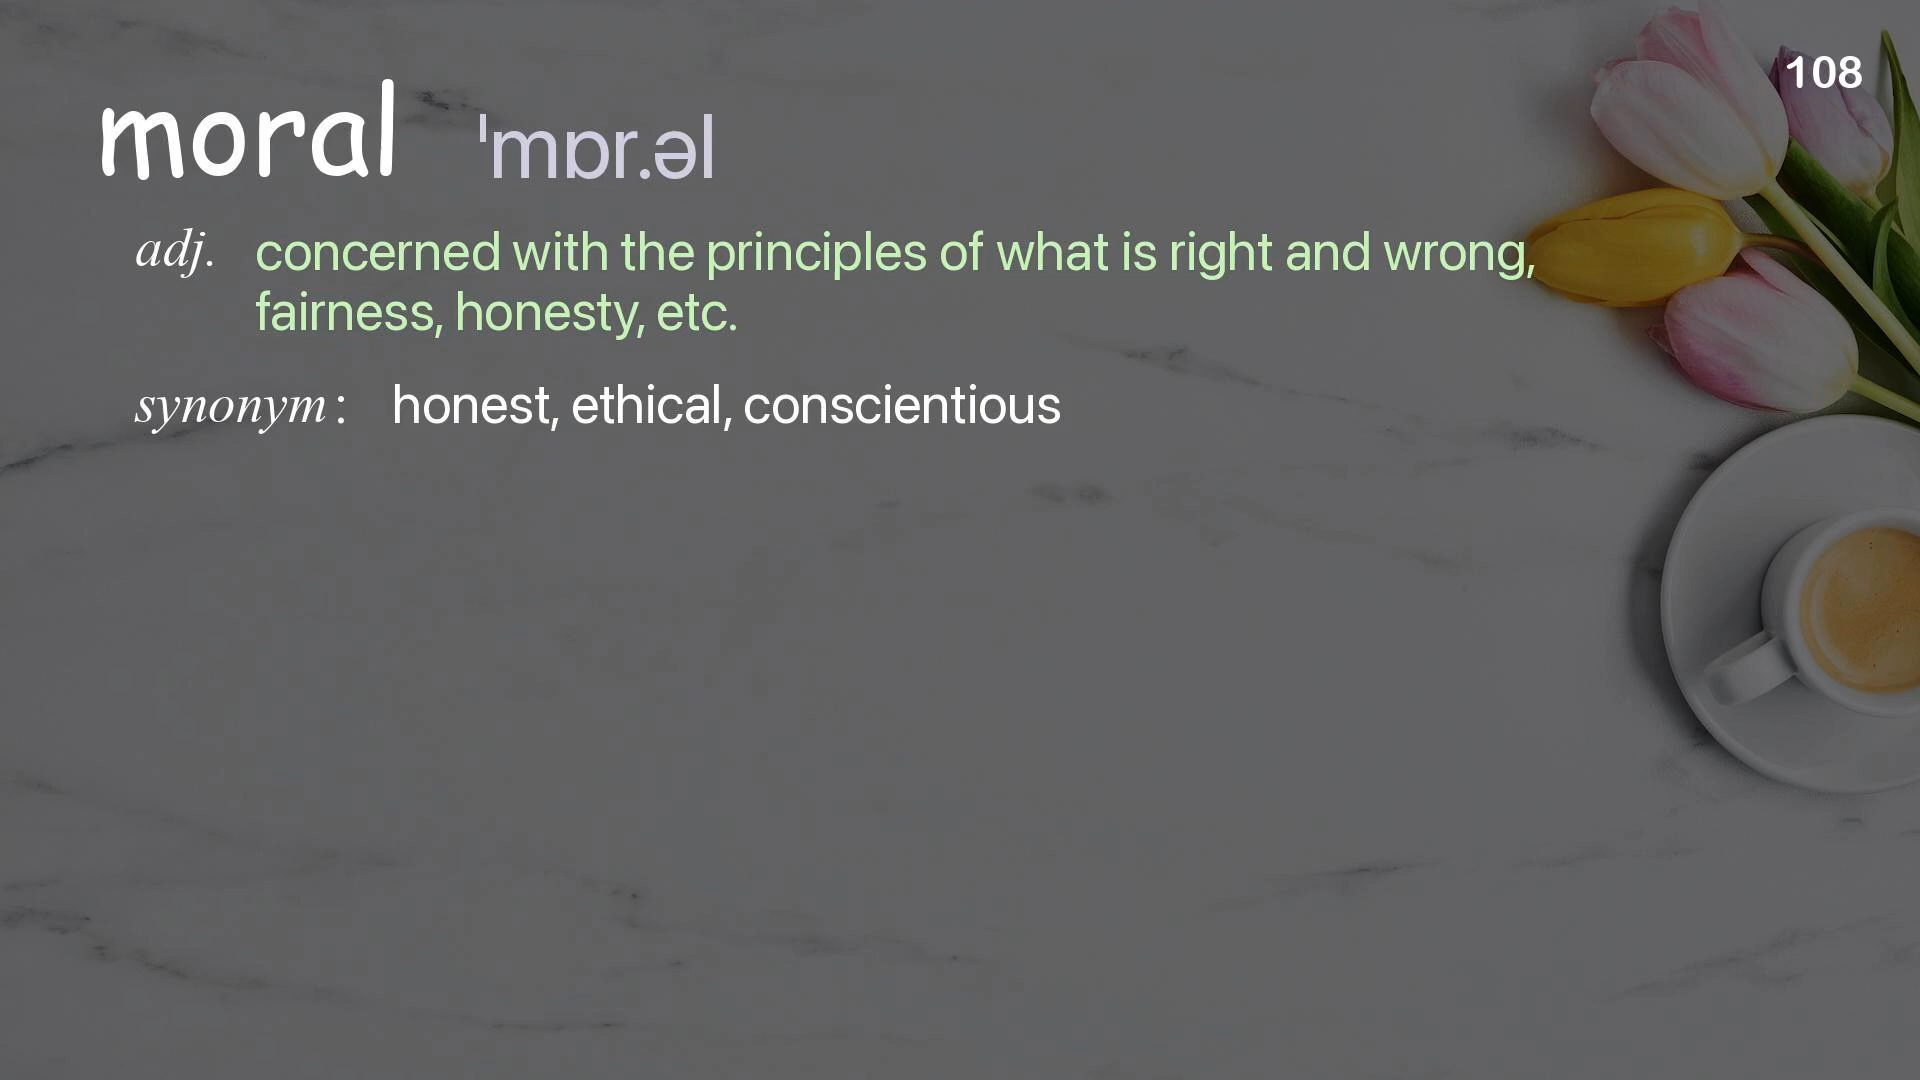 108
moral ˈmɒr.əl
adj. concerned with the principles of what is right and wrong,
fairness, honesty, etc.
synonym: honest, ethical, conscientious